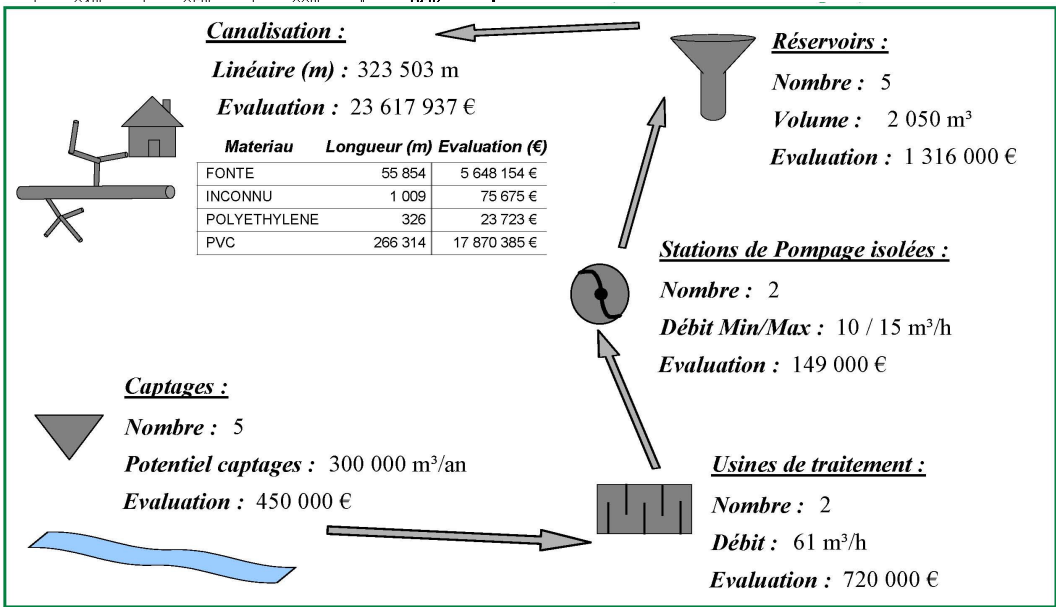 Canalisation :
Linéaire (m) : 323 503 m
Evaluation : 23 617 937 €
Materiau Longueur (m) Evaluation (€)
FONTE 55 854 5 648 154 €
INCONNU 1 009 75 675 €
POLYETHYLENE 326 23 723 €
PVC 266 314 17 870 385 €
Réservoirs :
Nombre : 5
Volume : 2 050 m³
Evaluation : 1 316 000 €
Stations de Pompage isolées :
Nombre : 2
Débit Min/Max : 10 / 15 m³/h
Evaluation : 149 000 €
Captages :
Nombre : 5
Potentiel captages : 300 000 m³/an
Evaluation : 450 000 €
Usines de traitement :
Nombre : 2
Débit : 61 m³/h
Evaluation : 720 000 €